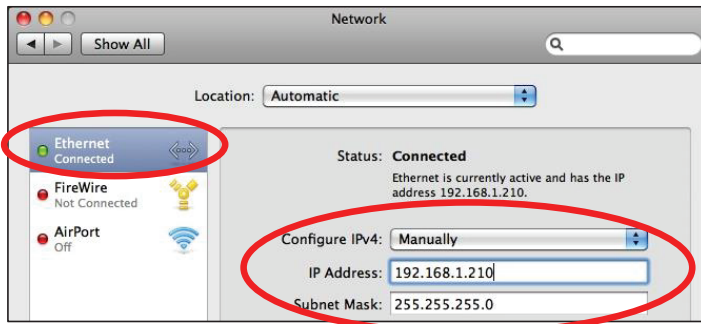 Network
Show All
Location: Automatic
Ethernet
Connected
FireWire
Not Connected
AirPort
Off
Status: Connected
Ethernet is currently active and has the IP
address 192.168.1.210.
Configure IPv4: Manually
IP Address: 192.168.1.210
Subnet Mask: 255.255.255.0